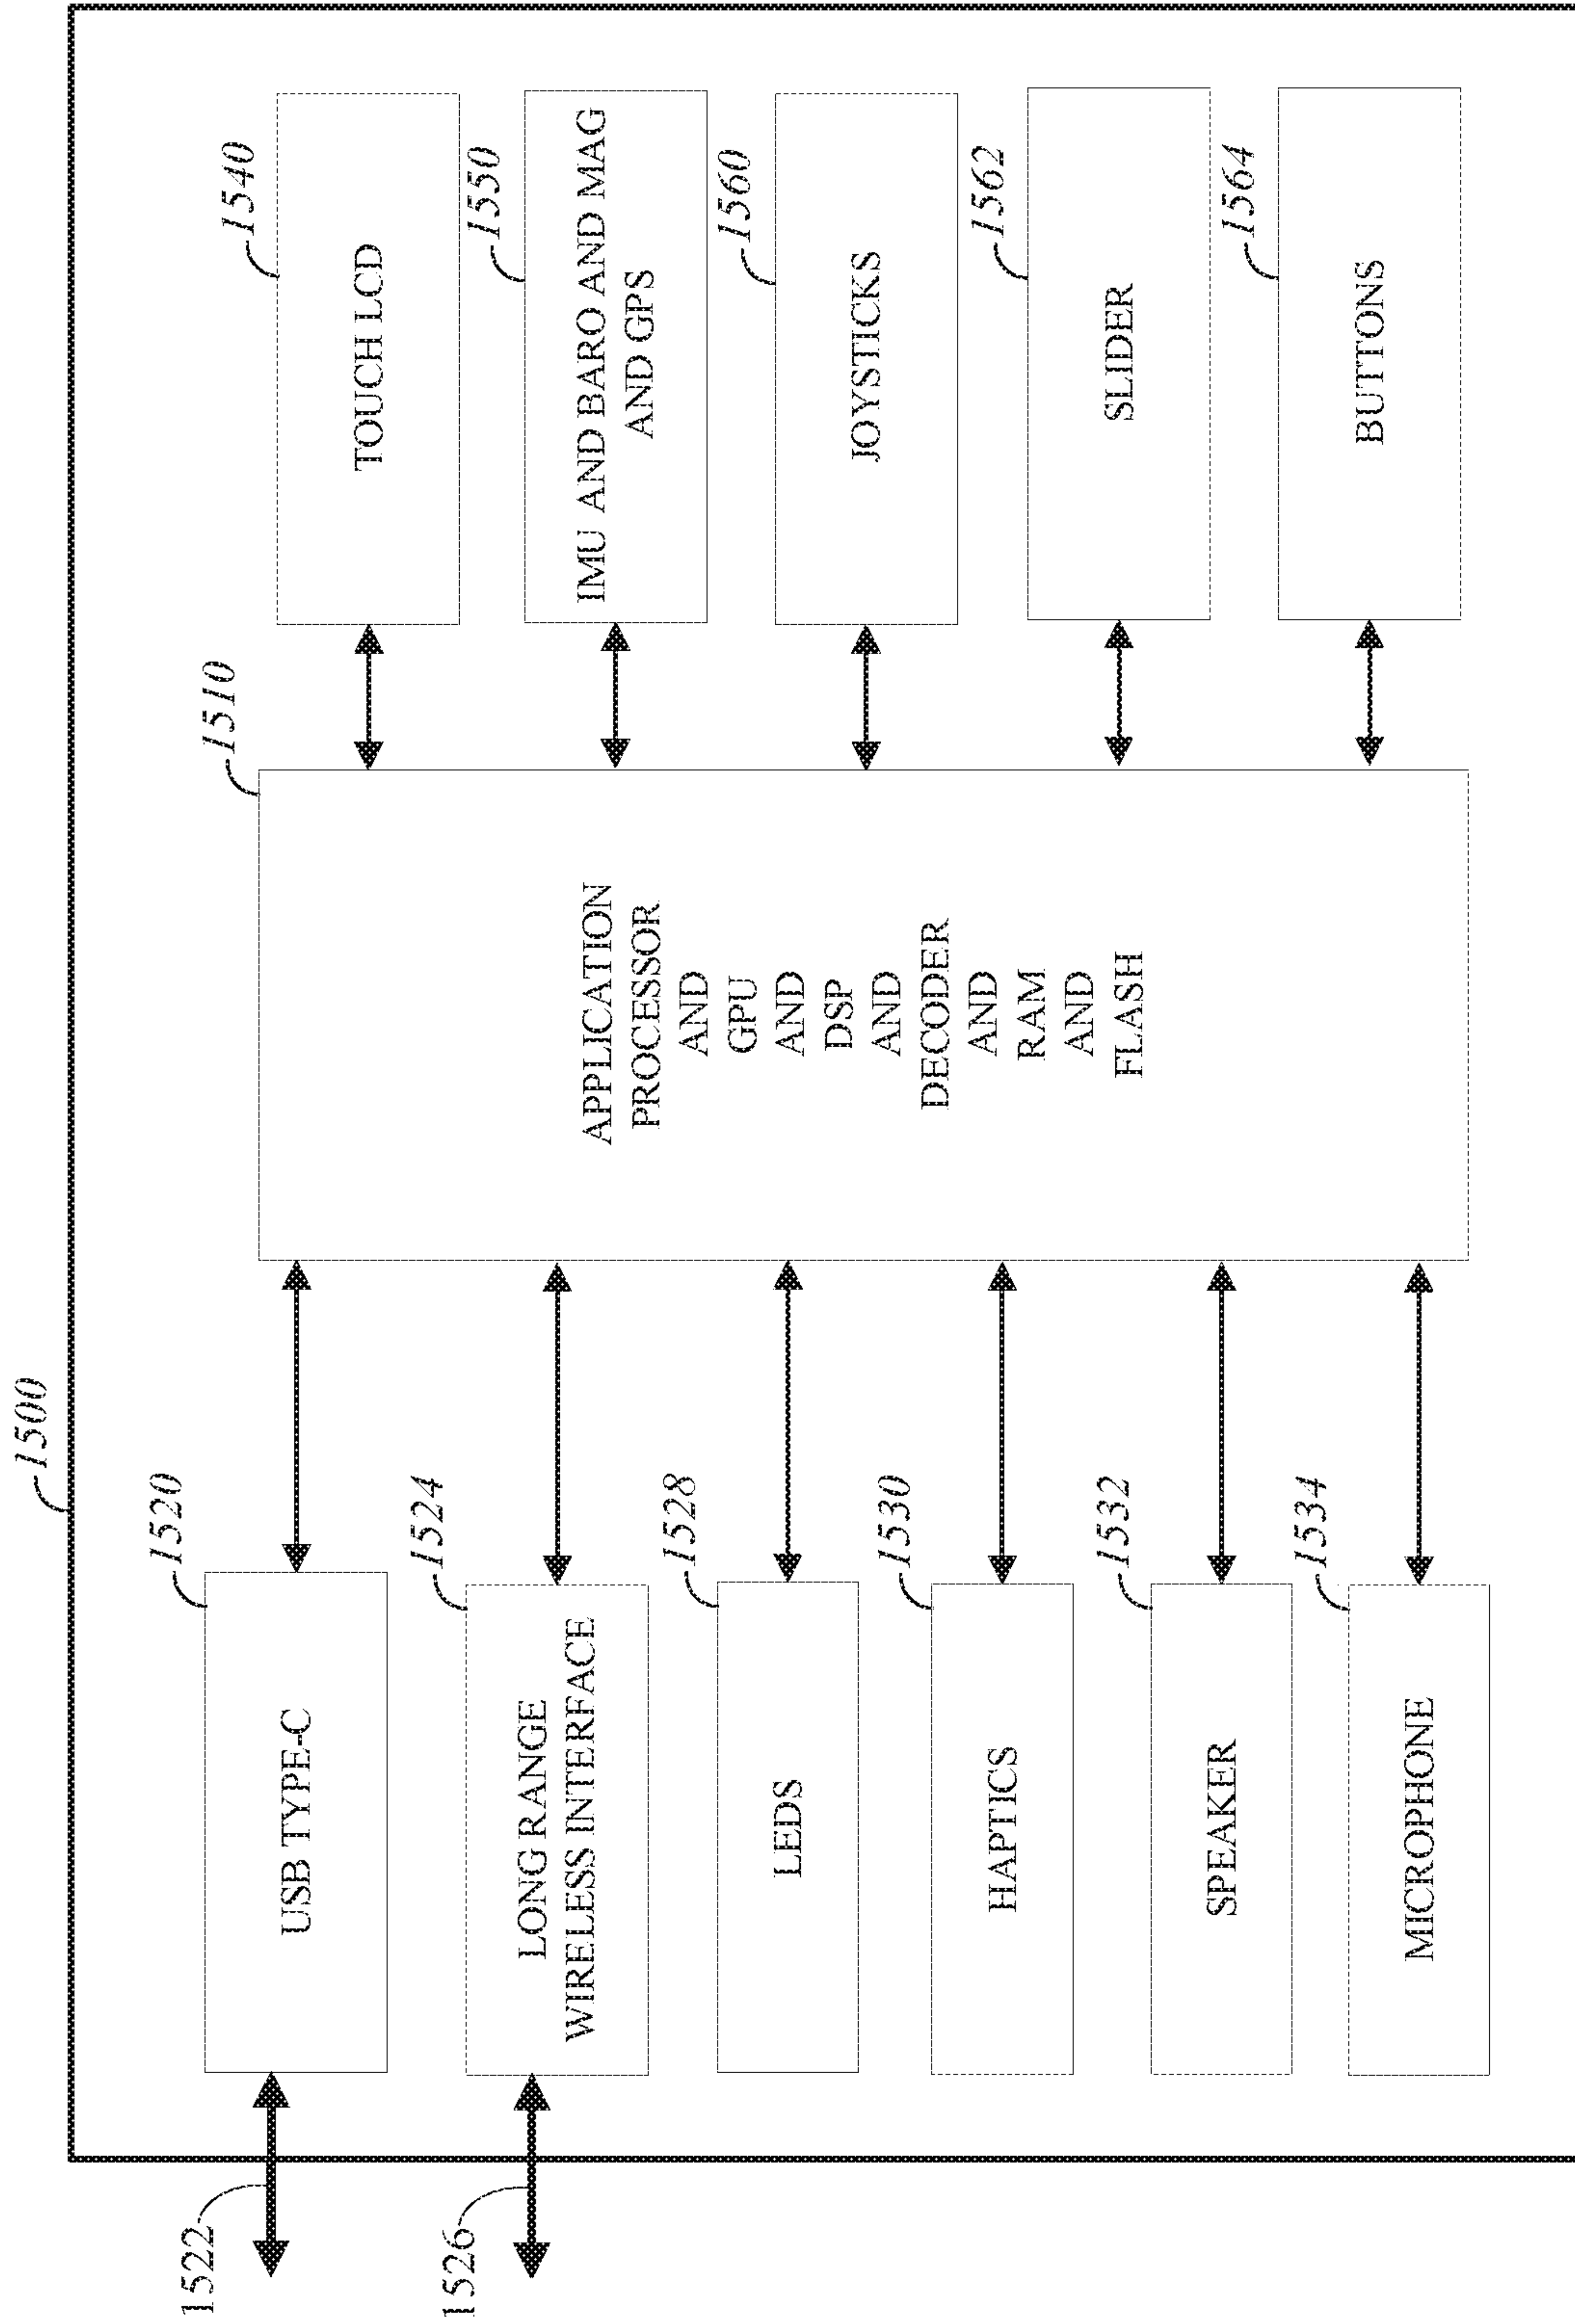 1500
1510
1520
USB TYPE-C
1522
1524
LONG RANGE
WIRELESS INTERFACE
1526
1528
LEDS
1530
HAPTICS
1532
SPEAKER
1534
MICROPHONE
APPLICATION
PROCESSOR
AND
GPU
AND
DSP
AND
DECODER
AND
RAM
AND
FLASH
1540
TOUCH LCD
1550
IMU AND BARO AND MAG
AND GPS
1560
JOYSTICKS
1562
SLIDER
1564
BUTTONS